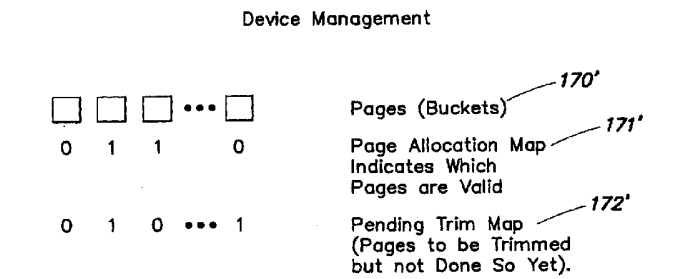 Device Management
Pages (Buckets) 170'
0 1 1 0 Page Allocation Map 171'
Indicates Which
Pages are Valid
0 1 0 ••• 1 Pending Trim Map 172'
(Pages to be Trimmed
but not Done So Yet).